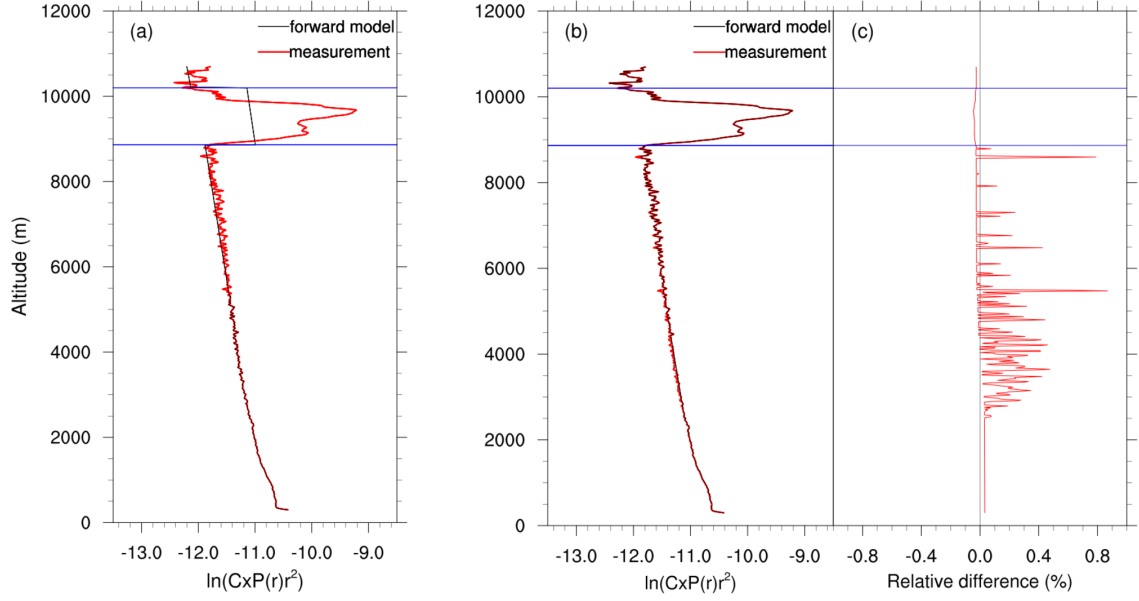 (a)
forward model
measurement
12000
10000
8000
6000
4000
2000
0
Altitude (m)
-13.0 -12.0 -11.0 -10.0 -9.0
ln(CxP(r)r²)
(b)
forward model
measurement
12000
10000
8000
6000
4000
2000
0
-13.0 -12.0 -11.0 -10.0 -9.0
ln(CxP(r)r²)
(c)
-0.8 -0.4 0.0 0.4 0.8
Relative difference (%)